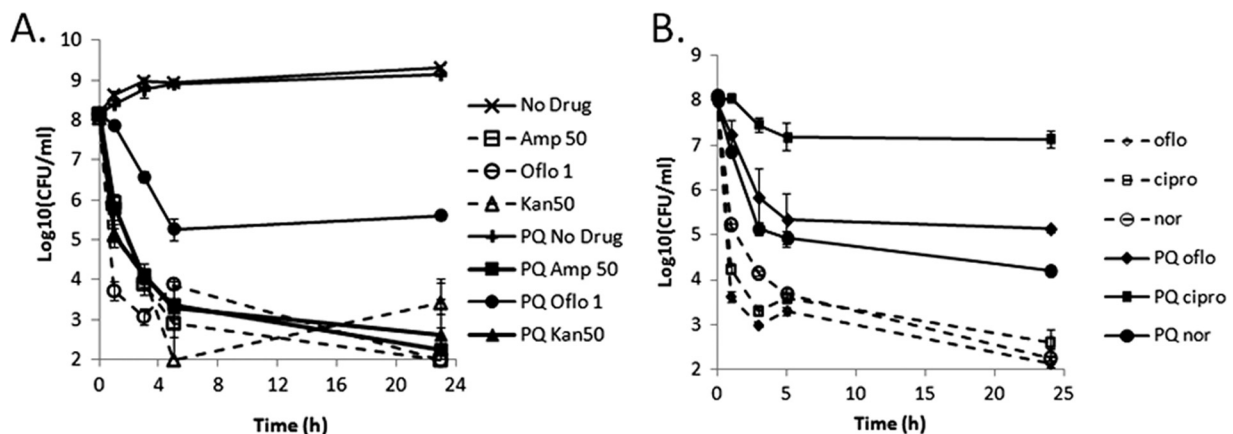 A.
Log10(CFU/ml)
10
9
8
7
6
5
4
3
2
0
4
8
12
16
20
24
Time (h)
No Drug
Amp 50
Oflo 1
Kan50
PQ No Drug
PQ Amp 50
PQ Oflo 1
PQ Kan50
B.
Log10(CFU/ml)
9
8
7
6
5
4
3
2
0
5
10
15
20
25
Time (h)
oflo
cipro
nor
PQ oflo
PQ cipro
PQ nor